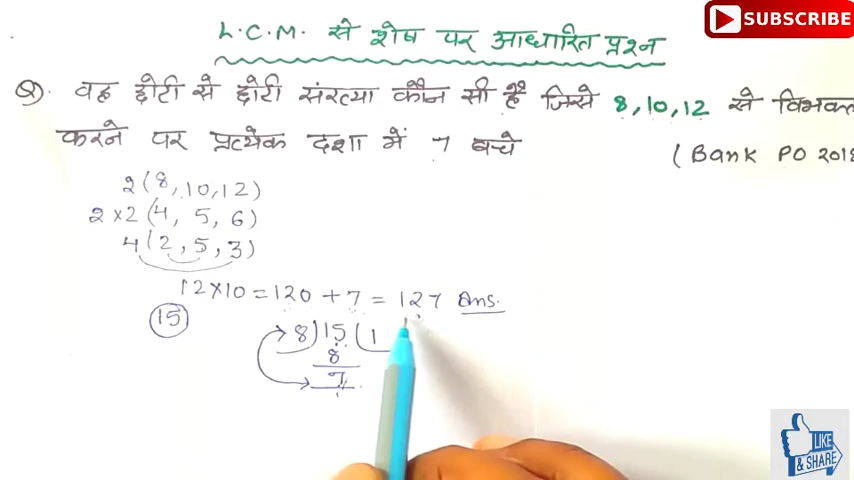 SUBSCRIBE
L.C.M. से शेष पर आधारित प्रश्न
Q). वह छोटी से छोटी संख्या कौन सी है जिसे 8,10,12 से विभक्त
करने पर प्रत्येक दशा में 7 बचे
(Bank PO 2018
2(8, 10, 12)
2×2(4, 5, 6)
4(2, 5, 3)
12×10=120+7=127 Ans.
15
8)15(1
8
7
LIKE
& SHARE